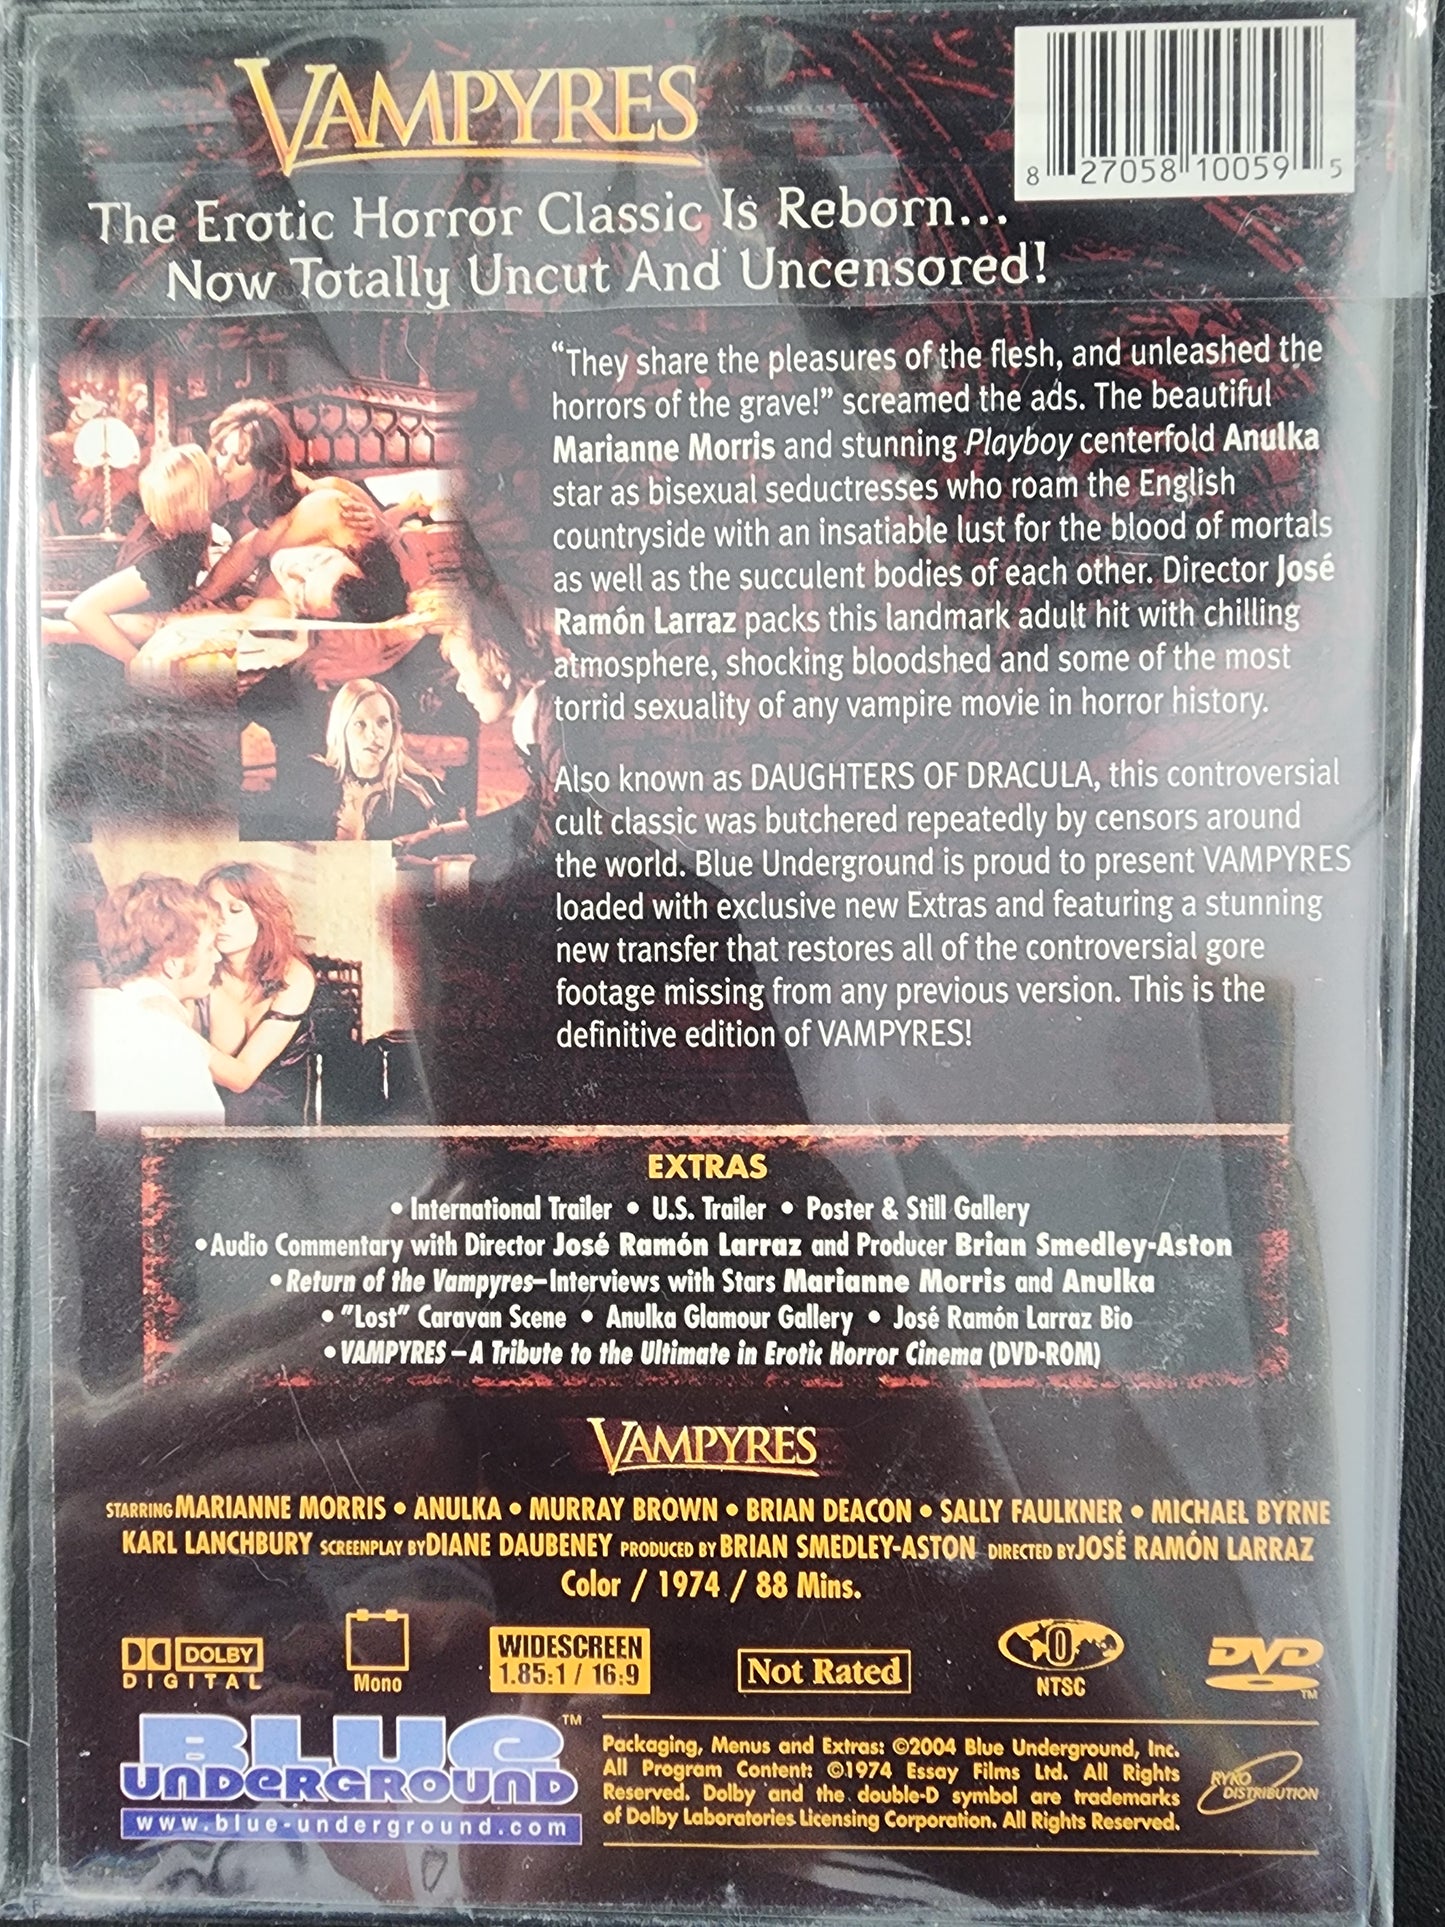 VAMPYRES
8 27058 10059 5
The Erotic Horror Classic Is Reborn...
Now Totally Uncut And Uncensored!
“They share the pleasures of the flesh, and unleashed the
horrors of the grave!” screamed the ads. The beautiful
Marianne Morris and stunning Playboy centerfold Anulka
star as bisexual seductresses who roam the English
countryside with an insatiable lust for the blood of mortals
as well as the succulent bodies of each other. Director José
Ramón Larraz packs this landmark adult hit with chilling
atmosphere, shocking bloodshed and some of the most
torrid sexuality of any vampire movie in horror history.
Also known as DAUGHTERS OF DRACULA, this controversial
cult classic was butchered repeatedly by censors around
the world. Blue Underground is proud to present VAMPYRES
loaded with exclusive new Extras and featuring a stunning
new transfer that restores all of the controversial gore
footage missing from any previous version. This is the
definitive edition of VAMPYRES!
EXTRAS
• International Trailer • U.S. Trailer • Poster & Still Gallery
• Audio Commentary with Director José Ramón Larraz and Producer Brian Smedley-Aston
• Return of the Vampyres—Interviews with Stars Marianne Morris and Anulka
• "Lost" Caravan Scene • Anulka Glamour Gallery • José Ramón Larraz Bio
• VAMPYRES – A Tribute to the Ultimate in Erotic Horror Cinema (DVD-ROM)
VAMPYRES
STARRING MARIANNE MORRIS • ANULKA • MURRAY BROWN • BRIAN DEACON • SALLY FAULKNER • MICHAEL BYRNE
KARL LANCHBURY SCREENPLAY BY DIANE DAUBENEY PRODUCED BY BRIAN SMEDLEY-ASTON DIRECTED BY JOSÉ RAMÓN LARRAZ
Color / 1974 / 88 Mins.
DOLBY
DIGITAL
Mono
WIDESCREEN
1.85:1 / 16:9
Not Rated
0
NTSC
DVD
TM
BLUE TM
UNDERGROUND
www.blue-underground.com
Packaging, Menus and Extras: ©2004 Blue Underground, Inc.
All Program Content: ©1974 Essay Films Ltd. All Rights
Reserved. Dolby and the double-D symbol are trademarks
of Dolby Laboratories Licensing Corporation. All Rights Reserved.
RYKO
DISTRIBUTION